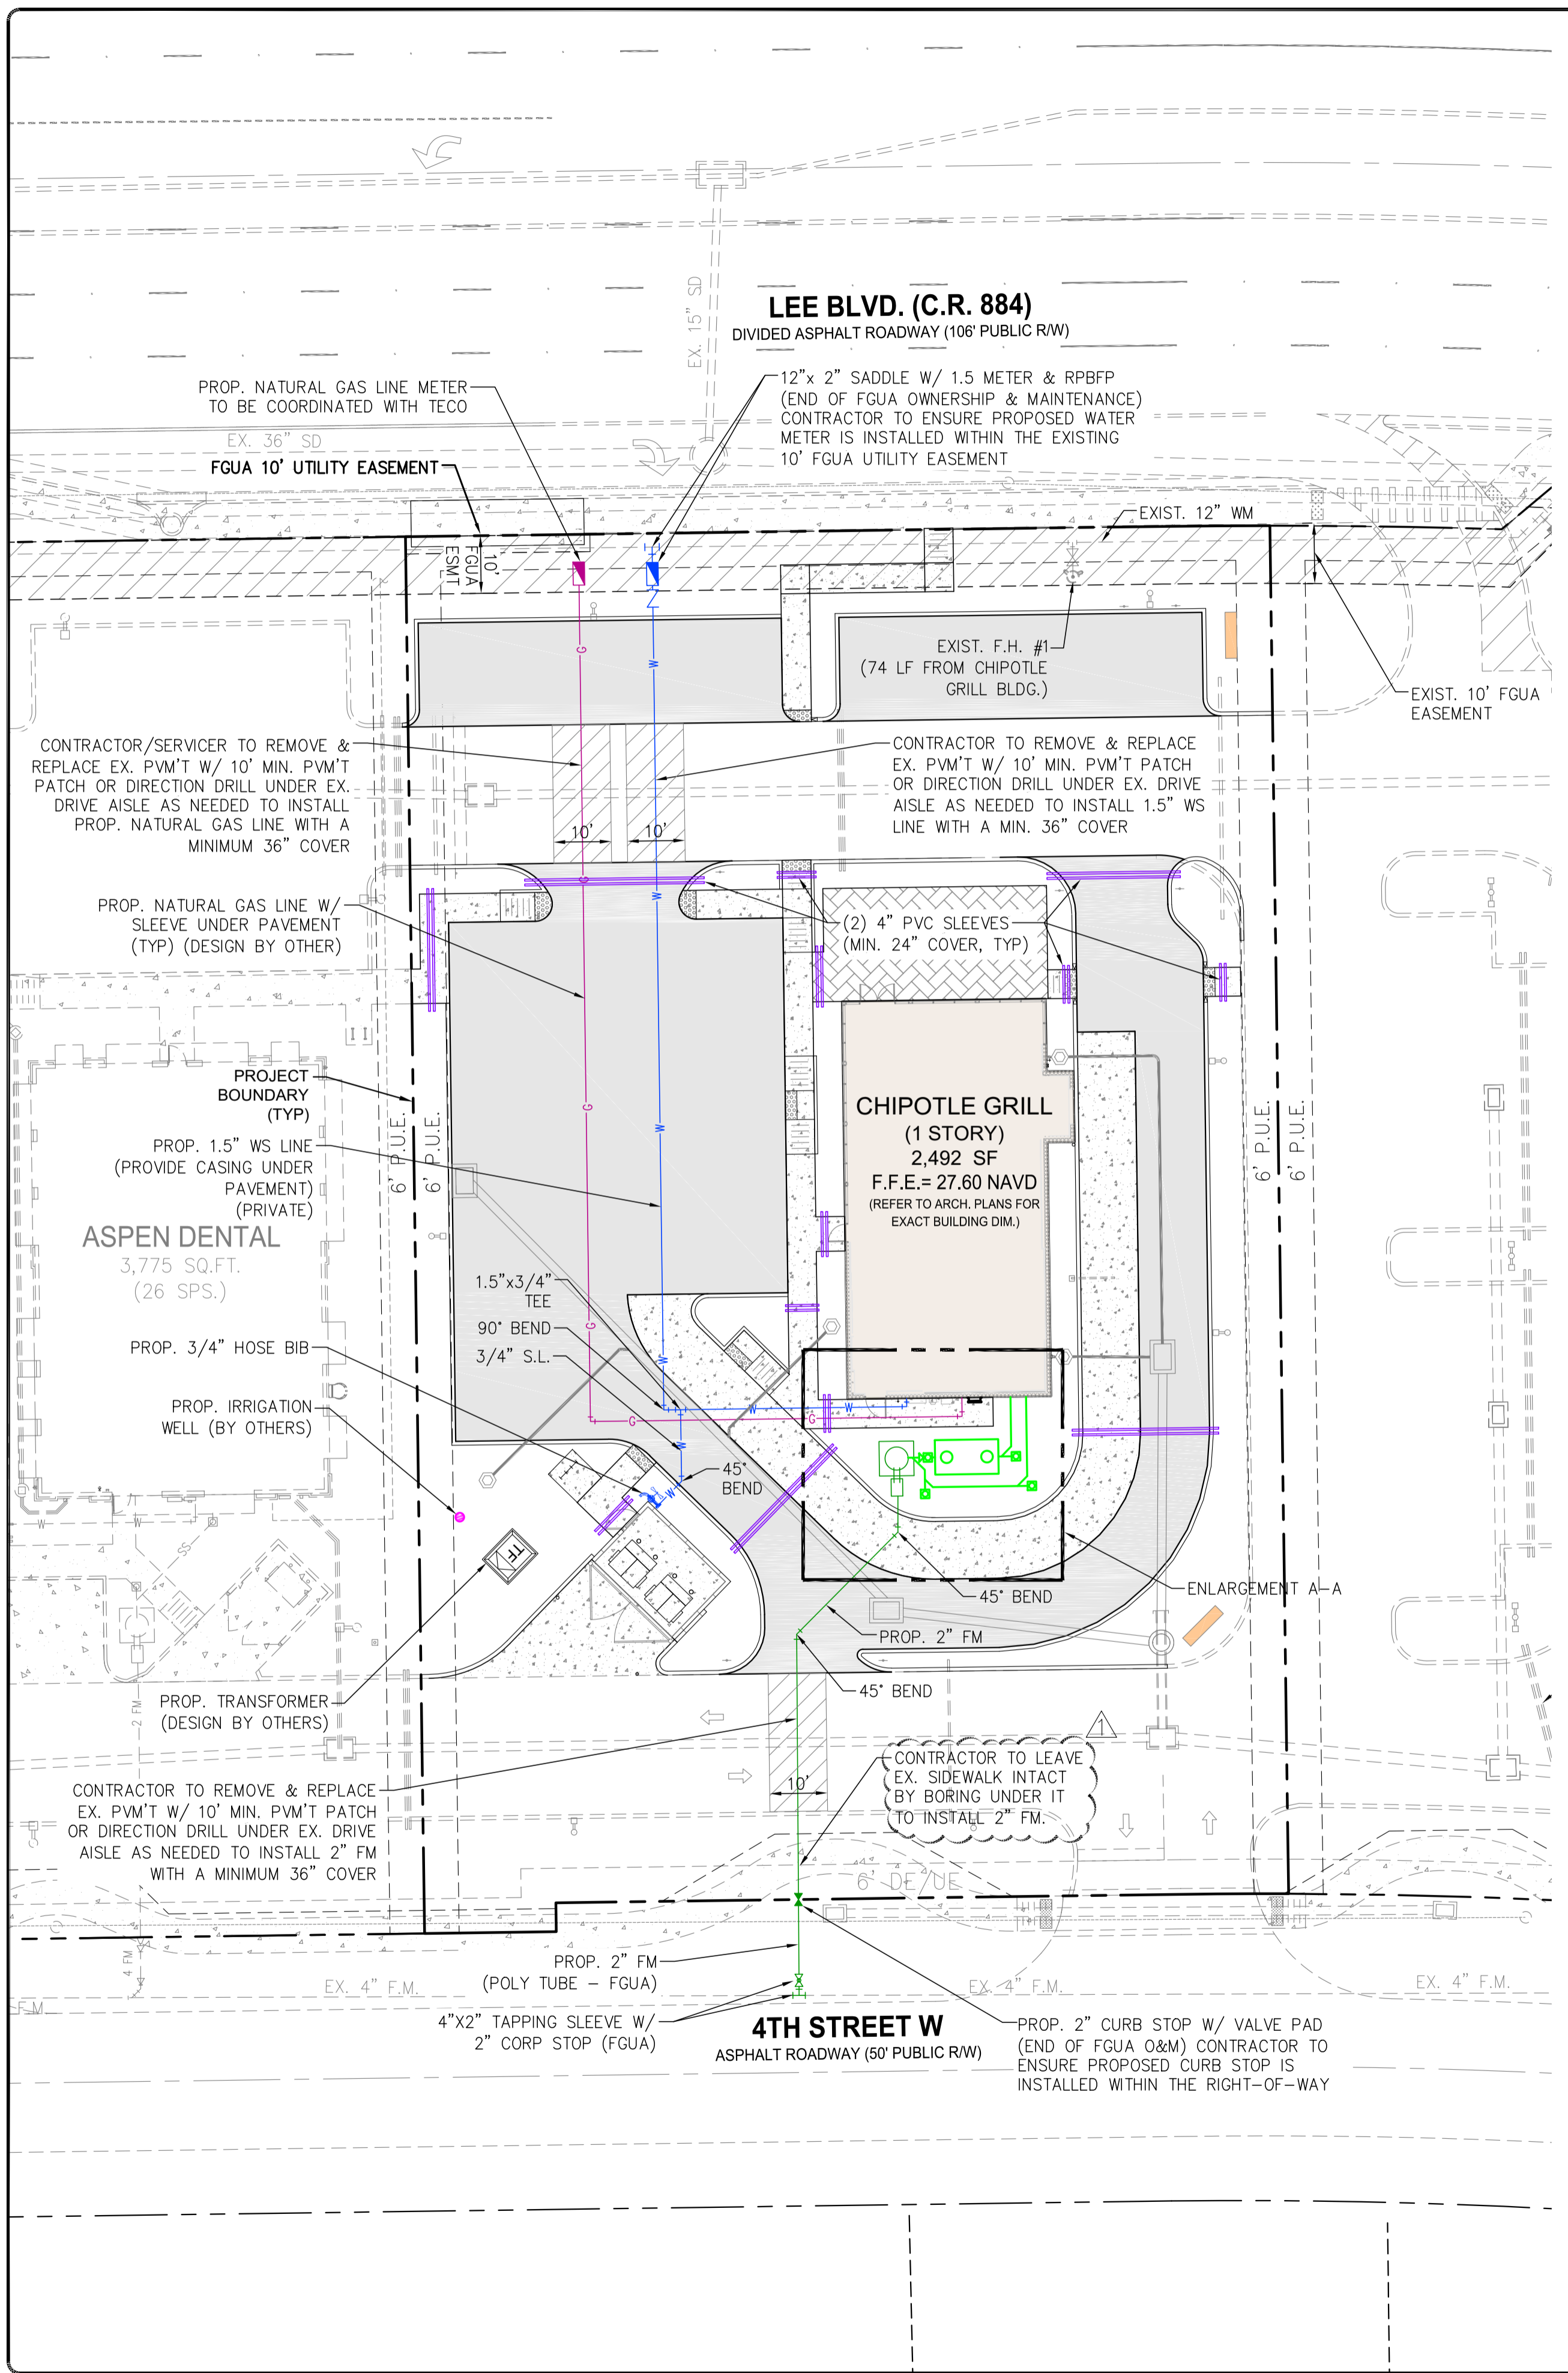 EX. 15" SD
LEE BLVD. (C.R. 884)
DIVIDED ASPHALT ROADWAY (106' PUBLIC R/W)
PROP. NATURAL GAS LINE METER
TO BE COORDINATED WITH TECO
12"x 2" SADDLE W/ 1.5 METER & RPBFP
(END OF FGUA OWNERSHIP & MAINTENANCE)
CONTRACTOR TO ENSURE PROPOSED WATER
METER IS INSTALLED WITHIN THE EXISTING
10' FGUA UTILITY EASEMENT
EX. 36" SD
FGUA 10' UTILITY EASEMENT
EXIST. 12" WM
10'
FGUA
ESMT
EXIST. F.H. #1
(74 LF FROM CHIPOTLE
GRILL BLDG.)
EXIST. 10' FGUA
EASEMENT
G
W
CONTRACTOR/SERVICER TO REMOVE &
REPLACE EX. PVM'T W/ 10' MIN. PVM'T
PATCH OR DIRECTION DRILL UNDER EX.
DRIVE AISLE AS NEEDED TO INSTALL
PROP. NATURAL GAS LINE WITH A
MINIMUM 36" COVER
CONTRACTOR TO REMOVE & REPLACE
EX. PVM'T W/ 10' MIN. PVM'T PATCH
OR DIRECTION DRILL UNDER EX. DRIVE
AISLE AS NEEDED TO INSTALL 1.5" WS
LINE WITH A MIN. 36" COVER
10'
10'
G
W
PROP. NATURAL GAS LINE W/
SLEEVE UNDER PAVEMENT
(TYP) (DESIGN BY OTHER)
(2) 4" PVC SLEEVES
(MIN. 24" COVER, TYP)
PROJECT
BOUNDARY
(TYP)
6' P.U.E.
6' P.U.E.
G
W
PROP. 1.5" WS LINE
(PROVIDE CASING UNDER
PAVEMENT)
(PRIVATE)
CHIPOTLE GRILL
(1 STORY)
2,492 SF
F.F.E.= 27.60 NAVD
(REFER TO ARCH. PLANS FOR
EXACT BUILDING DIM.)
6' P.U.E.
6' P.U.E.
ASPEN DENTAL
3,775 SQ.FT.
(26 SPS.)
1.5"x3/4"
TEE
90° BEND
3/4" S.L.
G
W
PROP. 3/4" HOSE BIB
PROP. IRRIGATION
WELL (BY OTHERS)
W
W
G
G
W
45°
BEND
W
W
W
SS
TF
45° BEND
ENLARGEMENT A-A
PROP. 2" FM
45° BEND
PROP. TRANSFORMER
(DESIGN BY OTHERS)
2 FM
1
CONTRACTOR TO LEAVE
EX. SIDEWALK INTACT
BY BORING UNDER IT
TO INSTALL 2" FM.
CONTRACTOR TO REMOVE & REPLACE
EX. PVM'T W/ 10' MIN. PVM'T PATCH
OR DIRECTION DRILL UNDER EX. DRIVE
AISLE AS NEEDED TO INSTALL 2" FM
WITH A MINIMUM 36" COVER
10'
6' DE/UE
4 FM
PROP. 2" FM
(POLY TUBE - FGUA)
EX. 4" F.M.
EX. 4" F.M.
EX. 4" F.M.
F.M.
4"X2" TAPPING SLEEVE W/
2" CORP STOP (FGUA)
4TH STREET W
ASPHALT ROADWAY (50' PUBLIC R/W)
PROP. 2" CURB STOP W/ VALVE PAD
(END OF FGUA O&M) CONTRACTOR TO
ENSURE PROPOSED CURB STOP IS
INSTALLED WITHIN THE RIGHT-OF-WAY